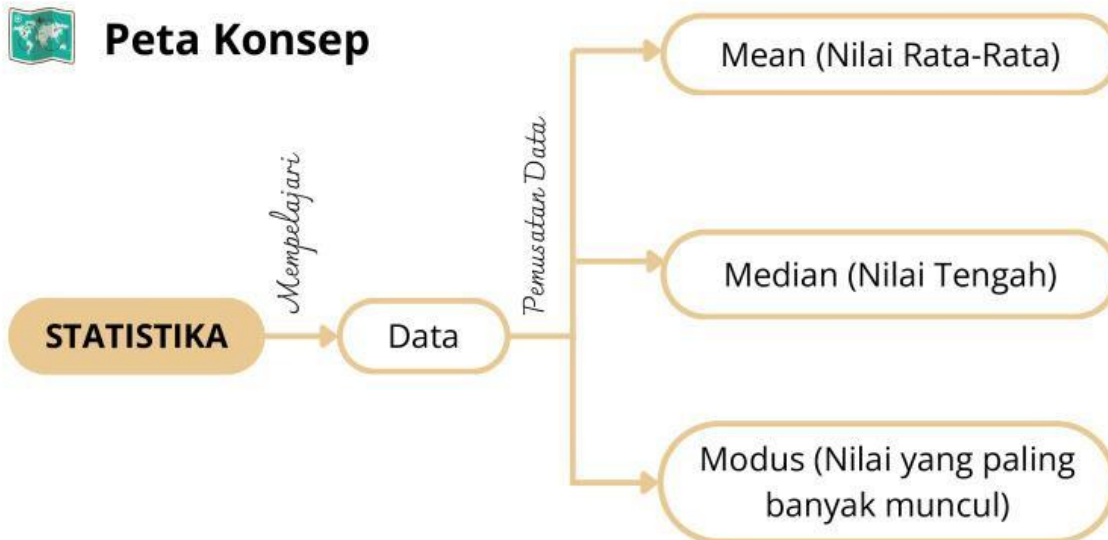 Peta Konsep
STATISTIKA
Mempelajari
Data
Pemusatan Data
Mean (Nilai Rata-Rata)
Median (Nilai Tengah)
Modus (Nilai yang paling
banyak muncul)